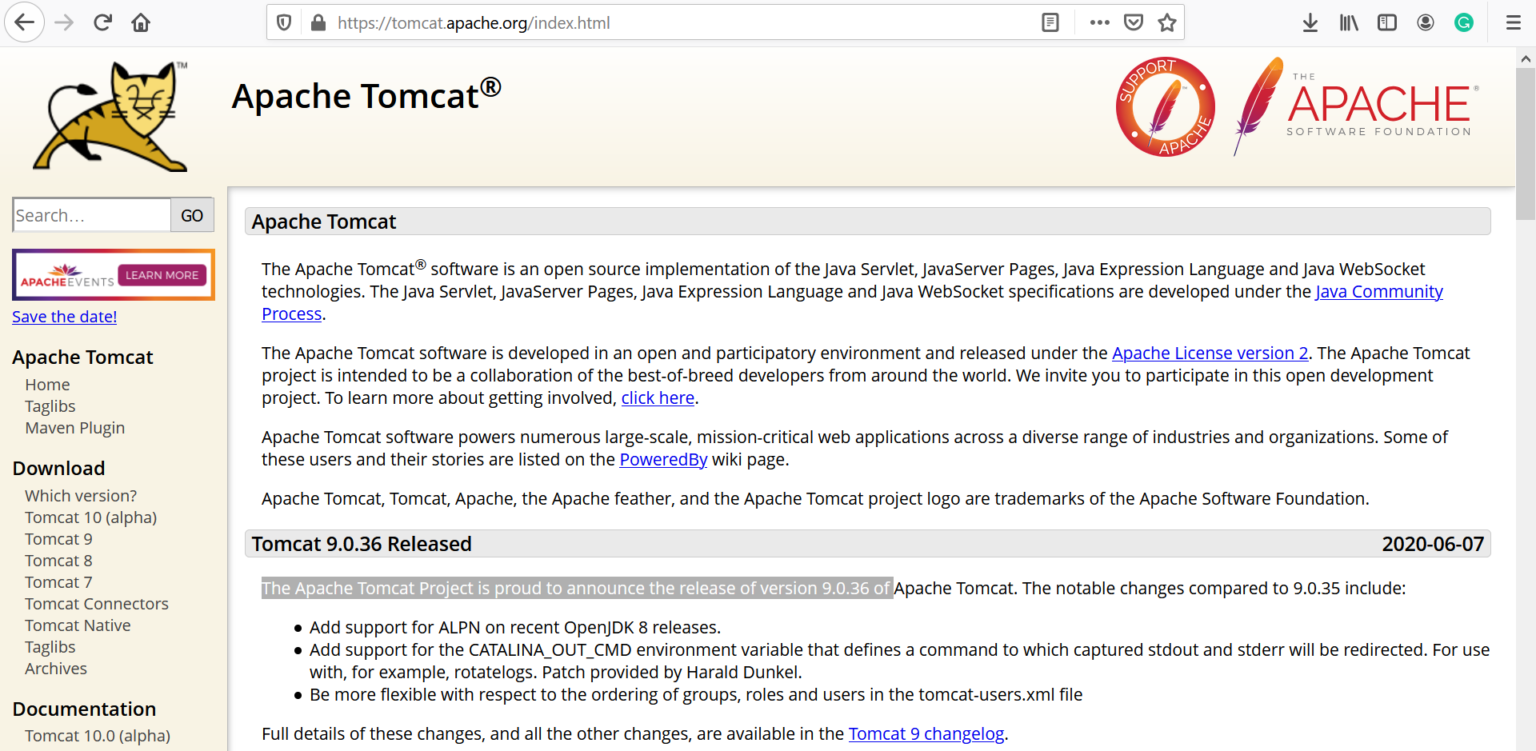 https://tomcat.apache.org/index.html
TM
Apache Tomcat®
SUPPORT
APACHE
THE
APACHE®
SOFTWARE FOUNDATION
Search…
GO
APACHEEVENTS
LEARN MORE
Save the date!
Apache Tomcat
Home
Taglibs
Maven Plugin
Download
Which version?
Tomcat 10 (alpha)
Tomcat 9
Tomcat 8
Tomcat 7
Tomcat Connectors
Tomcat Native
Taglibs
Archives
Documentation
Tomcat 10.0 (alpha)
Apache Tomcat
The Apache Tomcat® software is an open source implementation of the Java Servlet, JavaServer Pages, Java Expression Language and Java WebSocket
technologies. The Java Servlet, JavaServer Pages, Java Expression Language and Java WebSocket specifications are developed under the Java Community
Process.
The Apache Tomcat software is developed in an open and participatory environment and released under the Apache License version 2. The Apache Tomcat
project is intended to be a collaboration of the best-of-breed developers from around the world. We invite you to participate in this open development
project. To learn more about getting involved, click here.
Apache Tomcat software powers numerous large-scale, mission-critical web applications across a diverse range of industries and organizations. Some of
these users and their stories are listed on the PoweredBy wiki page.
Apache Tomcat, Tomcat, Apache, the Apache feather, and the Apache Tomcat project logo are trademarks of the Apache Software Foundation.
Tomcat 9.0.36 Released 2020-06-07
The Apache Tomcat Project is proud to announce the release of version 9.0.36 of Apache Tomcat. The notable changes compared to 9.0.35 include:
• Add support for ALPN on recent OpenJDK 8 releases.
• Add support for the CATALINA_OUT_CMD environment variable that defines a command to which captured stdout and stderr will be redirected. For use
with, for example, rotatelogs. Patch provided by Harald Dunkel.
• Be more flexible with respect to the ordering of groups, roles and users in the tomcat-users.xml file
Full details of these changes, and all the other changes, are available in the Tomcat 9 changelog.